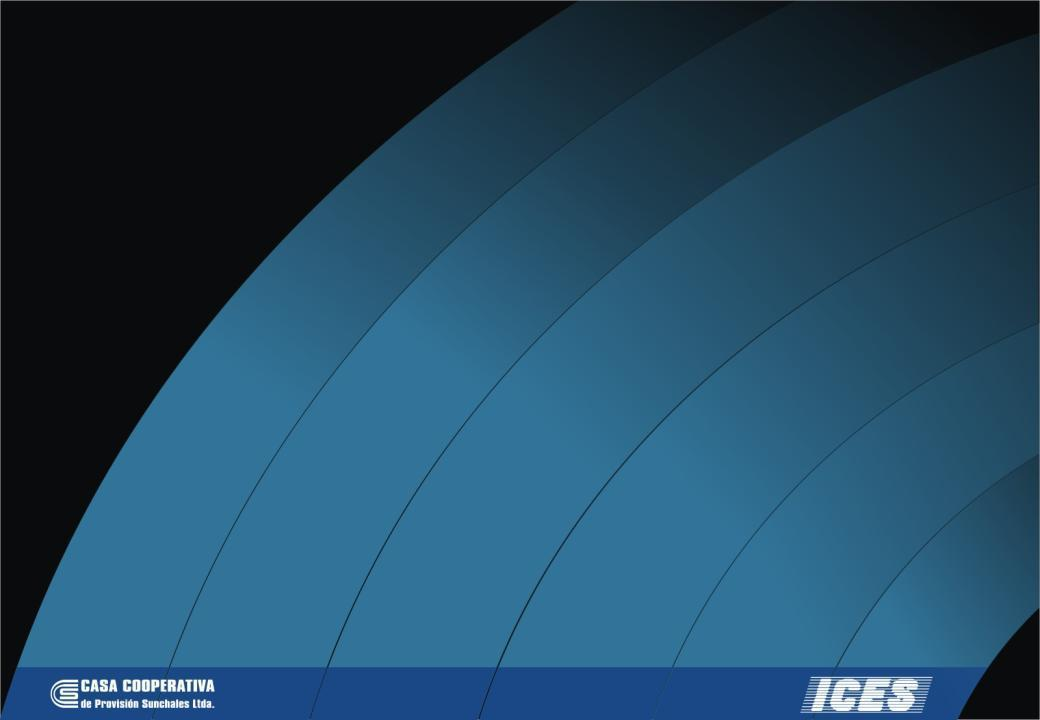 CASA COOPERATIVA
de Provisión Sunchales Ltda.
ICES